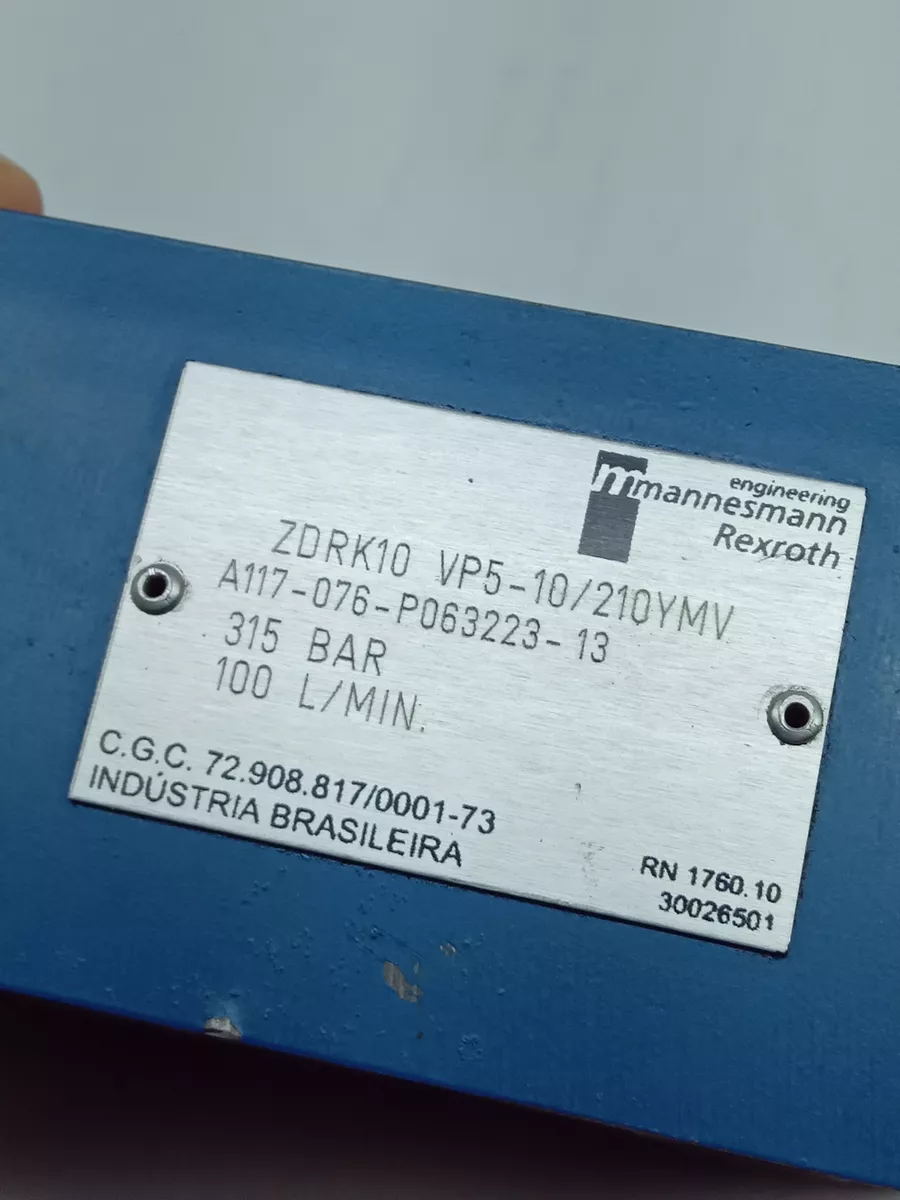 engineering
mannesmann
Rexroth
ZDRK10 VP5-10/210YMV
A117-076-P063223-13
315 BAR
100 L/MIN.
C.G.C. 72.908.817/0001-73
INDÚSTRIA BRASILEIRA
RN 1760.10
30026501